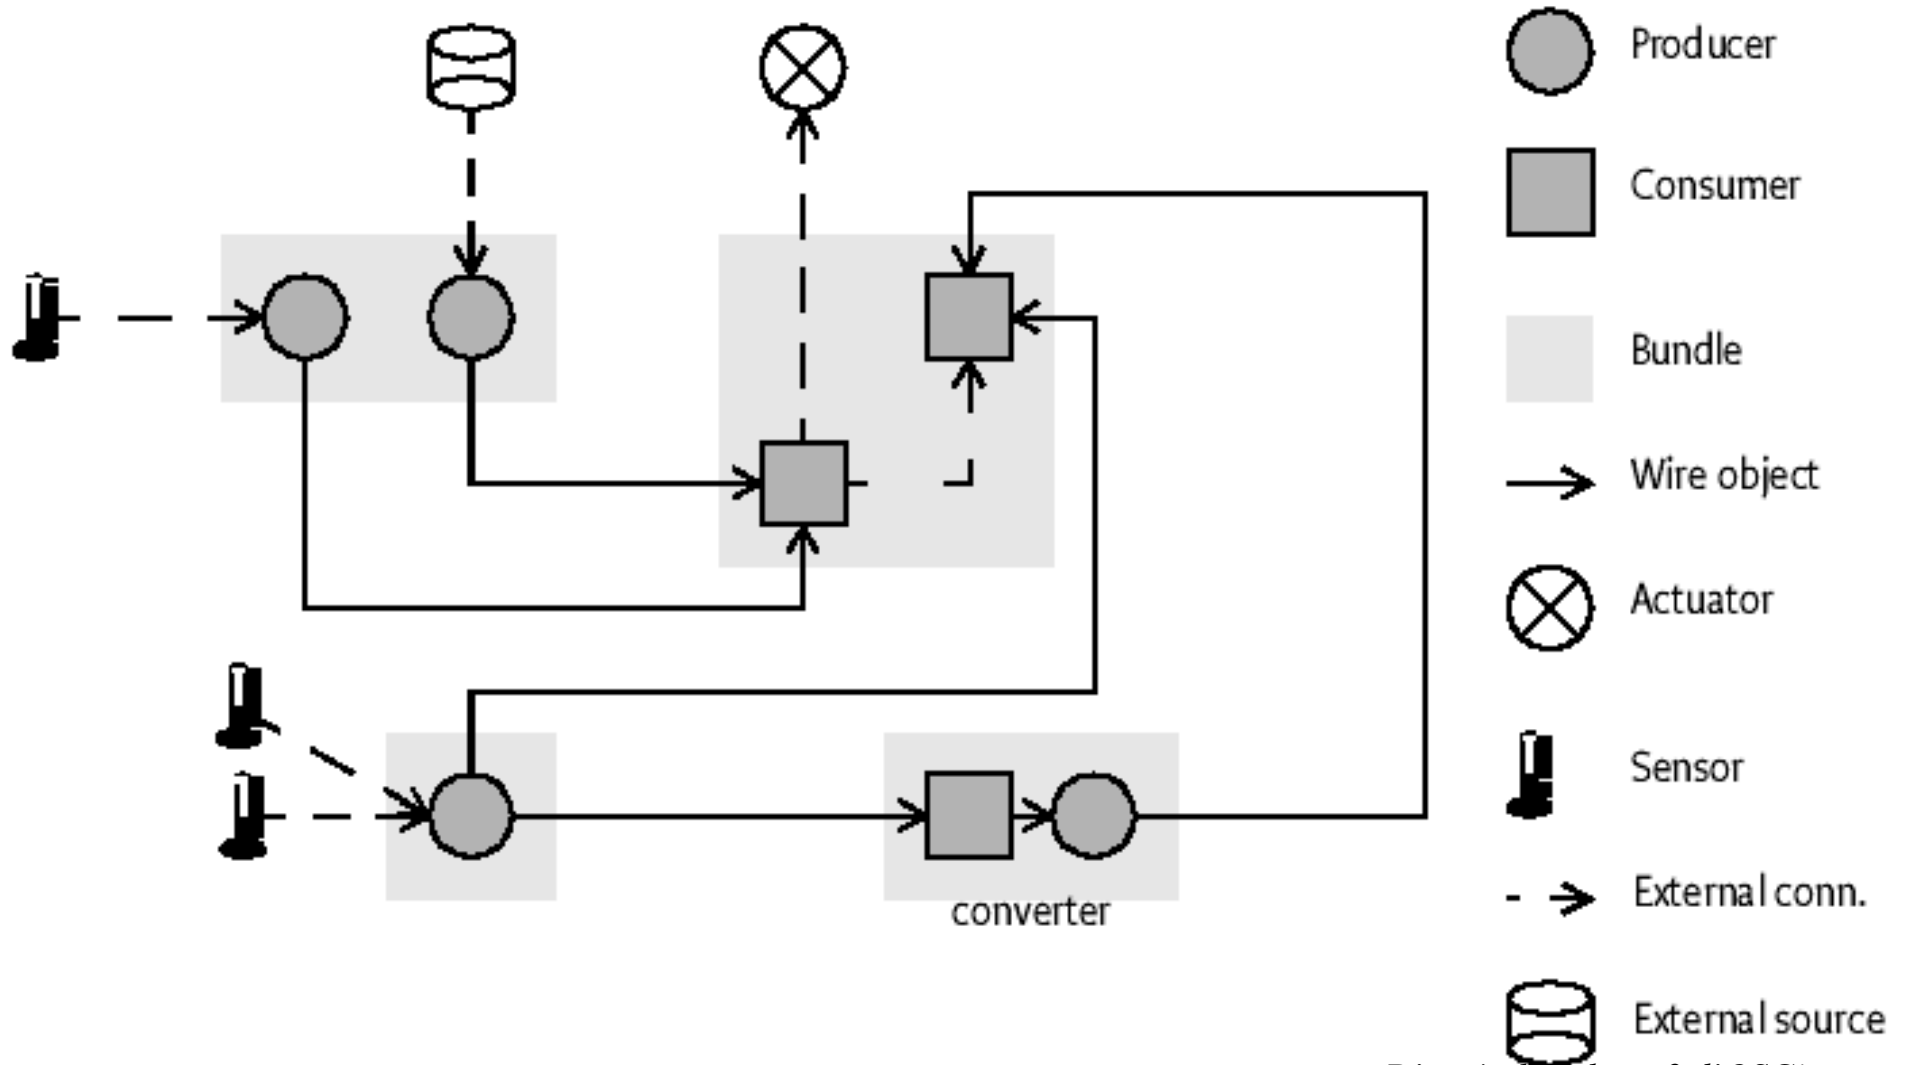 Producer
Consumer
Bundle
Wire object
Actuator
Sensor
External conn.
External source
converter